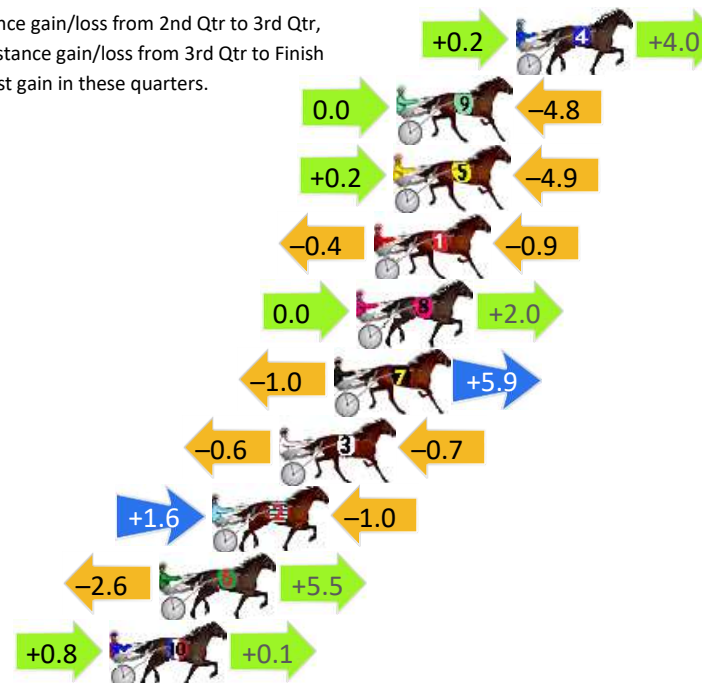 nce gain/loss from 2nd Qtr to 3rd Qtr,
stance gain/loss from 3rd Qtr to Finish
st gain in these quarters.
+0.2 4 +4.0
0.0 9 –4.8
+0.2 5 –4.9
–0.4 1 –0.9
0.0 8 +2.0
–1.0 7 +5.9
–0.6 3 –0.7
+1.6 2 –1.0
–2.6 6 +5.5
+0.8 10 +0.1